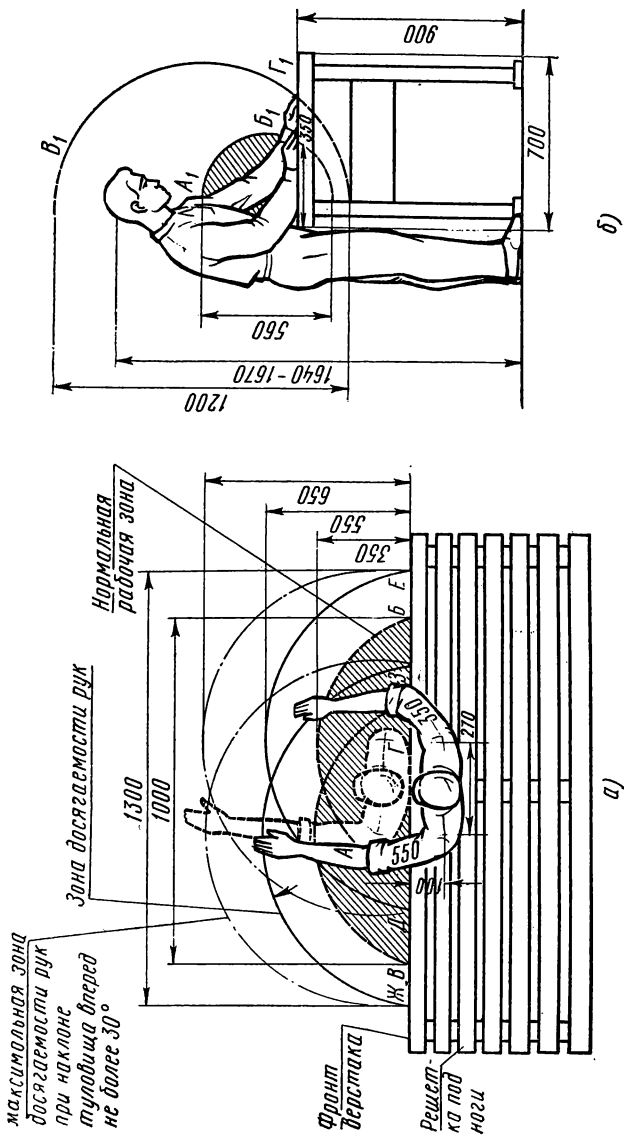 максимальная зона
досягаемости рук
при наклоне
туловища вперед
не более 30°
Зона досягаемости рук
Нормальная
рабочая зона
1300
1000
650
550
350
Ж В
Д
А
Г
З
Б Е
550
350
100
270
Фронт
верстака
Решет-
ка под
ноги
а)
В₁
А₁
Б₁
Г₁
350
560
1640-1670
1200
900
700
б)